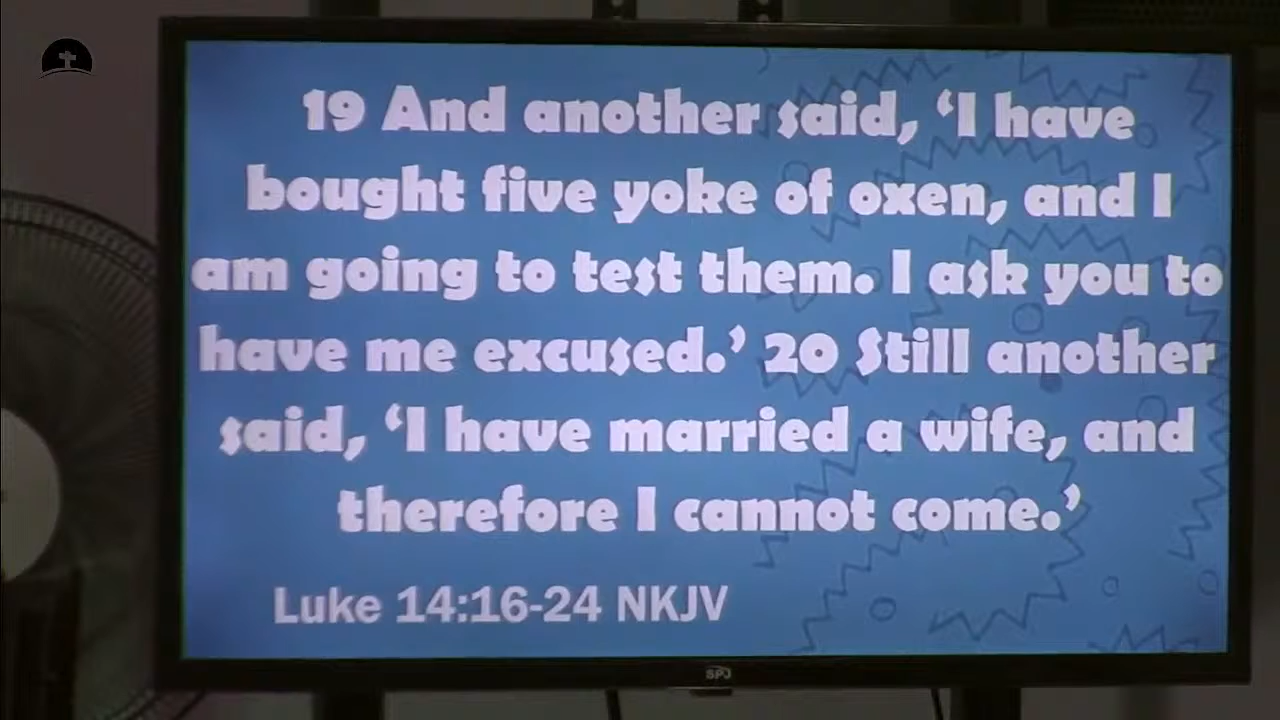 19 And another said, ‘I have
bought five yoke of oxen, and I
am going to test them. I ask you to
have me excused.’ 20 Still another
said, ‘I have married a wife, and
therefore I cannot come.’
Luke 14:16-24 NKJV
SPJ